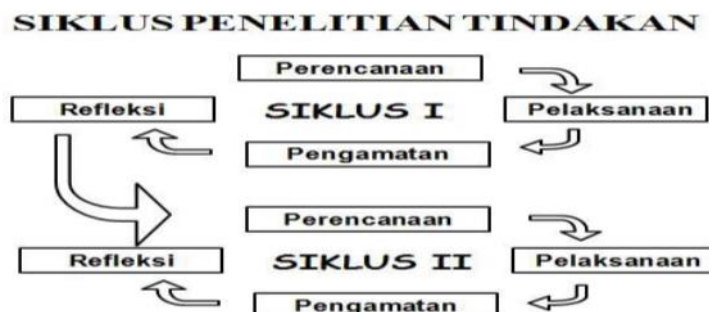 SIKLUS PENELITIAN TINDAKAN
Perencanaan
Refleksi SIKLUS I Pelaksanaan
Pengamatan
Perencanaan
Refleksi SIKLUS II Pelaksanaan
Pengamatan